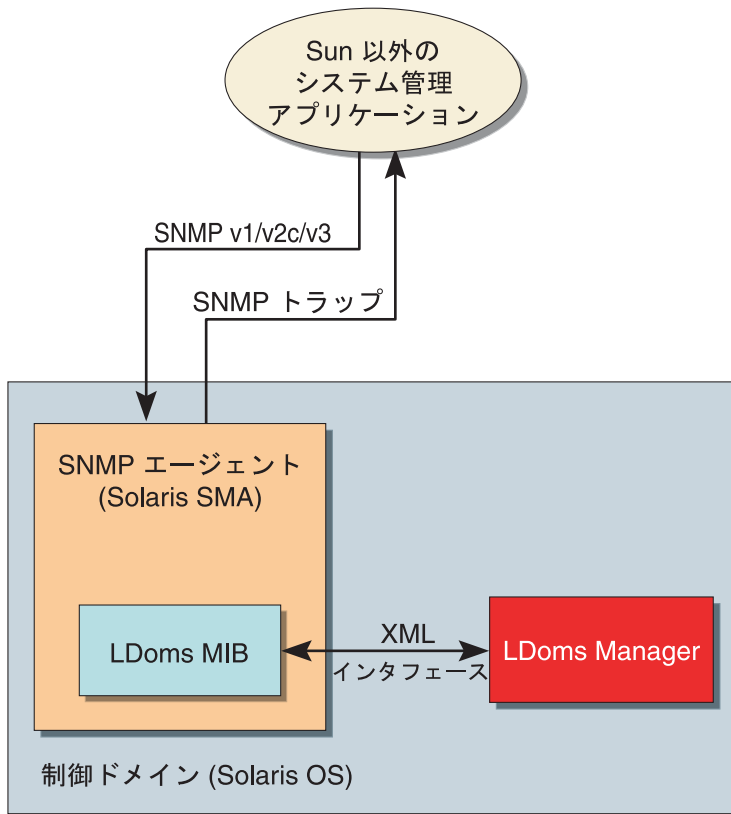 Sun 以外の
システム管理
アプリケーション
SNMP v1/v2c/v3
SNMP トラップ
SNMP エージェント
(Solaris SMA)
LDoms MIB
XML
インタフェース
LDoms Manager
制御ドメイン (Solaris OS)